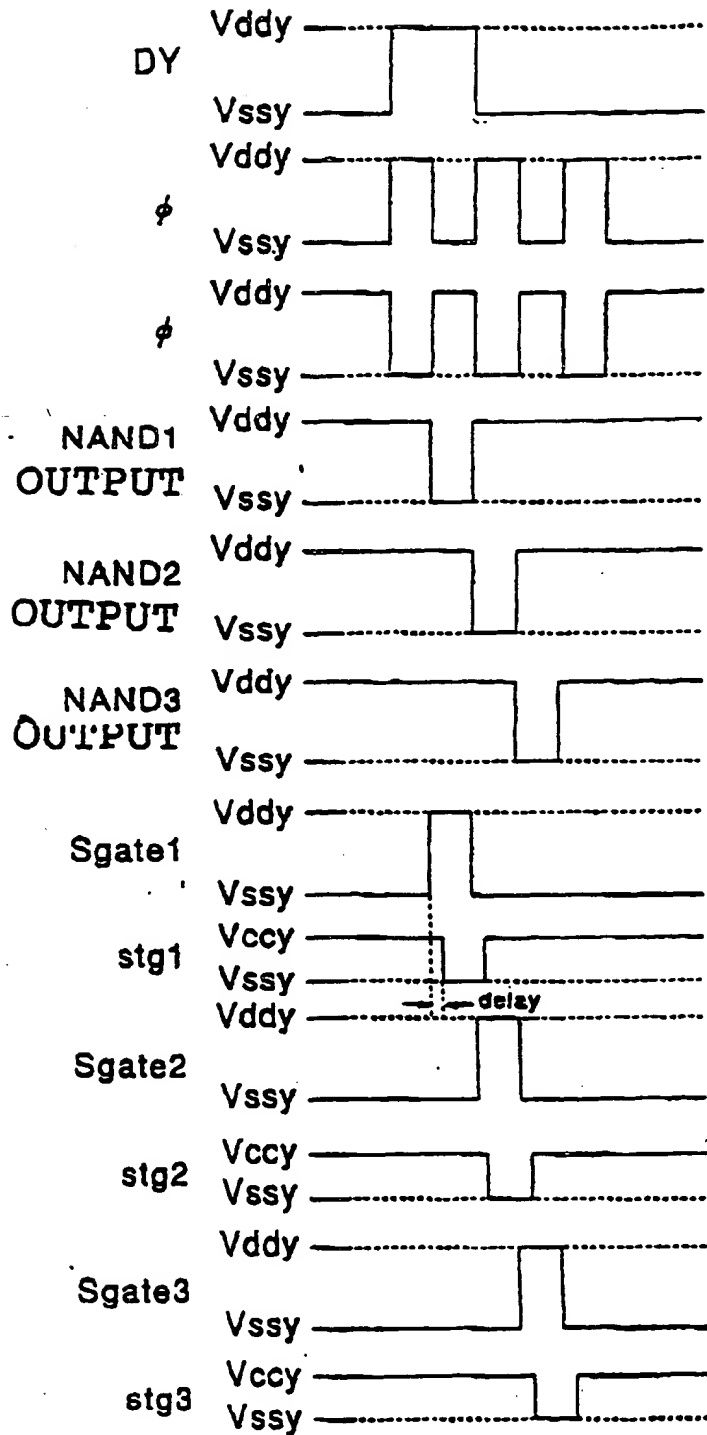 Vddy
DY
Vssy
Vddy
ϕ
Vssy
Vddy
ϕ
Vssy
Vddy
NAND1
OUTPUT
Vssy
Vddy
NAND2
OUTPUT
Vssy
Vddy
NAND3
OUTPUT
Vssy
Vddy
Sgate1
Vssy
Vccy
stg1
Vssy
delay
Vddy
Sgate2
Vssy
Vccy
stg2
Vssy
Vddy
Sgate3
Vssy
Vccy
stg3
Vssy